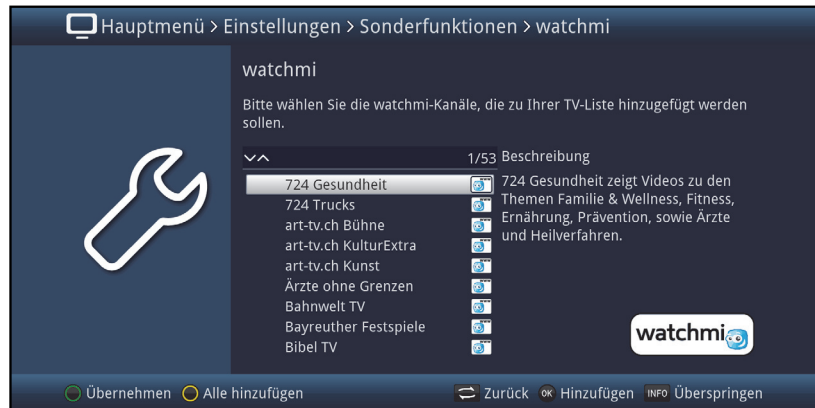 Hauptmenü > Einstellungen > Sonderfunktionen > watchmi
watchmi
Bitte wählen Sie die watchmi-Kanäle, die zu Ihrer TV-Liste hinzugefügt werden
sollen.
1/53
724 Gesundheit
724 Trucks
art-tv.ch Bühne
art-tv.ch KulturExtra
art-tv.ch Kunst
Ärzte ohne Grenzen
Bahnwelt TV
Bayreuther Festspiele
Bibel TV
Beschreibung
724 Gesundheit zeigt Videos zu den
Themen Familie & Wellness, Fitness,
Ernährung, Prävention, sowie Ärzte
und Heilverfahren.
watchmi
Übernehmen Alle hinzufügen Zurück OK Hinzufügen INFO Überspringen